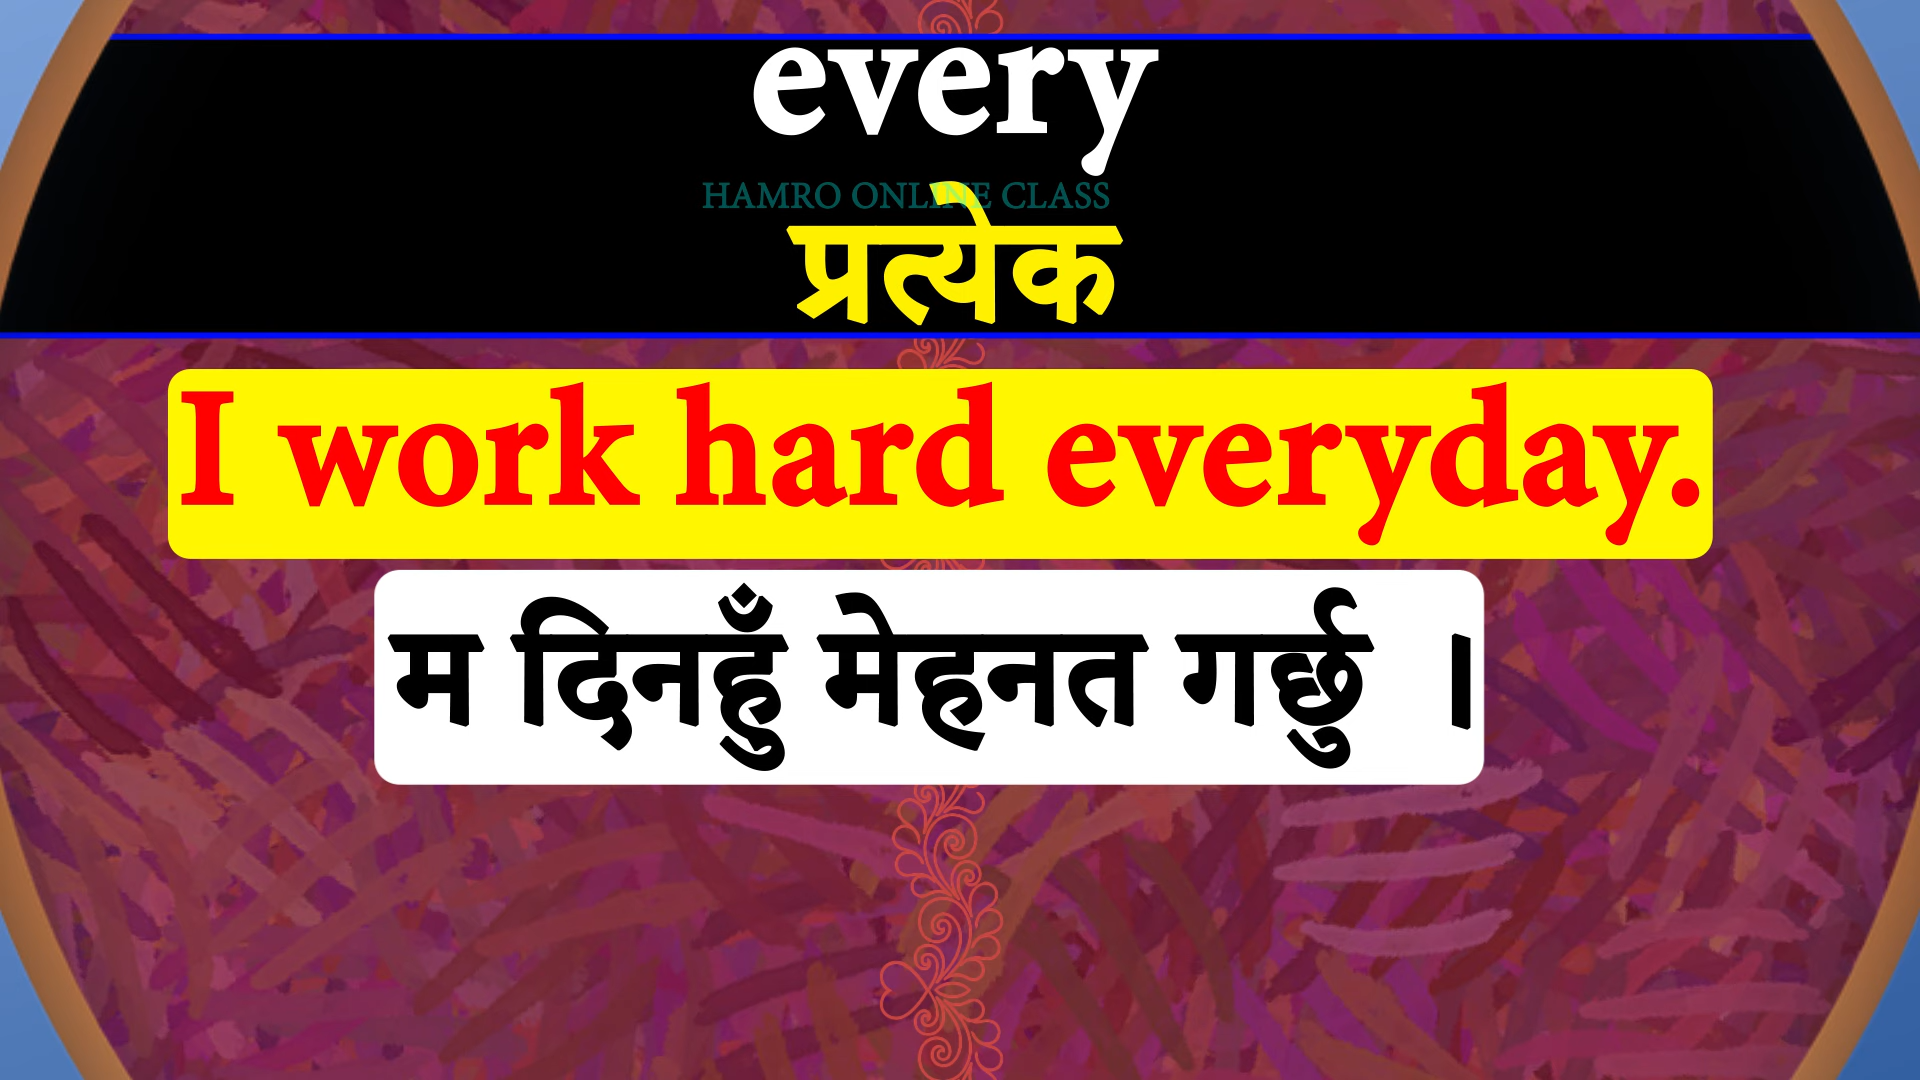 every
HAMRO ONLINE CLASS
प्रत्येक
I work hard everyday.
म दिनहुँ मेहनत गर्छु ।